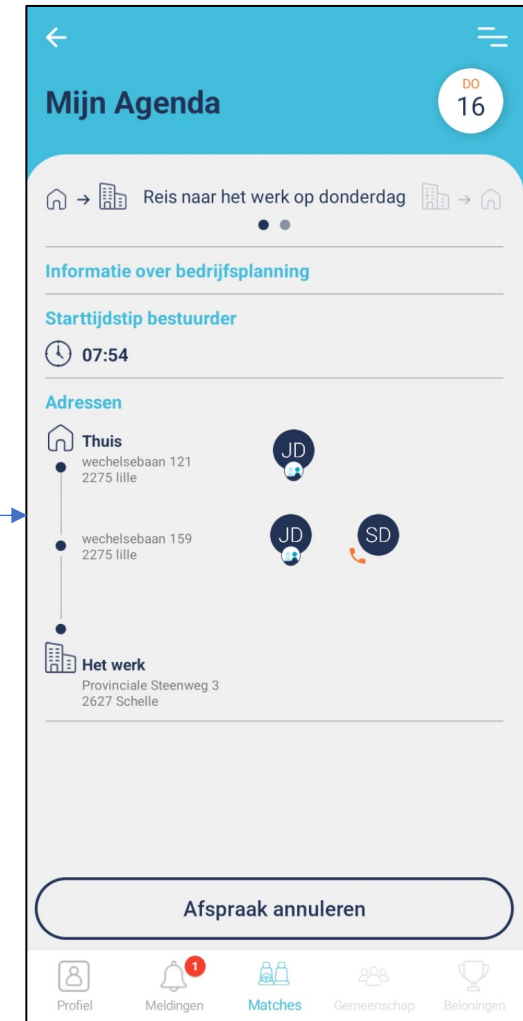 Mijn Agenda
DO
16
Reis naar het werk op donderdag
Informatie over bedrijfsplanning
Starttijdstip bestuurder
07:54
Adressen
Thuis
wechelsebaan 121
2275 lille
JD
wechelsebaan 159
2275 lille
JD
SD
Het werk
Provinciale Steenweg 3
2627 Schelle
Afspraak annuleren
1
Profiel
Meldingen
Matches
Gemeenschap
Beloningen